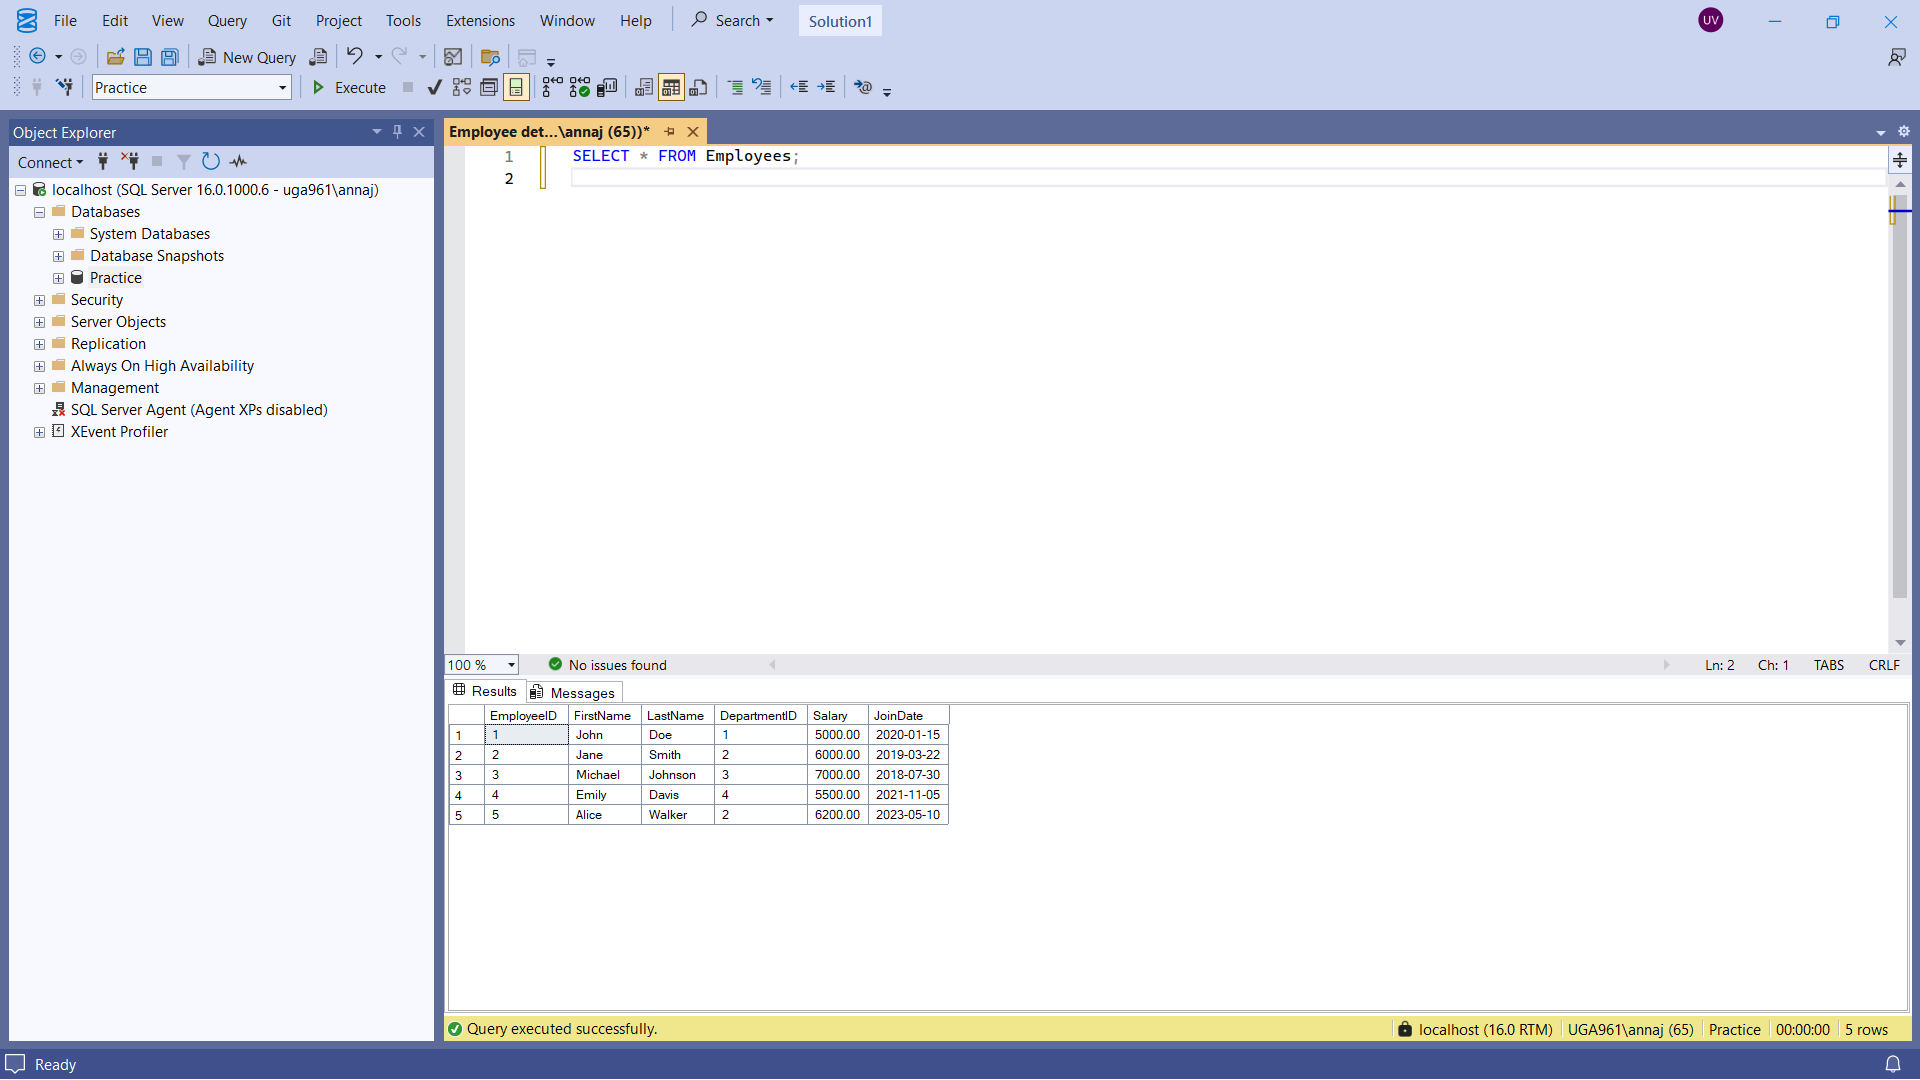 File Edit View Query Git Project Tools Extensions Window Help Search Solution1 UV
New Query
Practice Execute
Object Explorer
Connect
localhost (SQL Server 16.0.1000.6 - uga961\annaj)
Databases
System Databases
Database Snapshots
Practice
Security
Server Objects
Replication
Always On High Availability
Management
SQL Server Agent (Agent XPs disabled)
XEvent Profiler
Employee det...\annaj (65))*
1 SELECT * FROM Employees;
2
100 % No issues found Ln: 2 Ch: 1 TABS CRLF
Results Messages
EmployeeID FirstName LastName DepartmentID Salary JoinDate
1 1 John Doe 1 5000.00 2020-01-15
2 2 Jane Smith 2 6000.00 2019-03-22
3 3 Michael Johnson 3 7000.00 2018-07-30
4 4 Emily Davis 4 5500.00 2021-11-05
5 5 Alice Walker 2 6200.00 2023-05-10
Query executed successfully. localhost (16.0 RTM) UGA961\annaj (65) Practice 00:00:00 5 rows
Ready